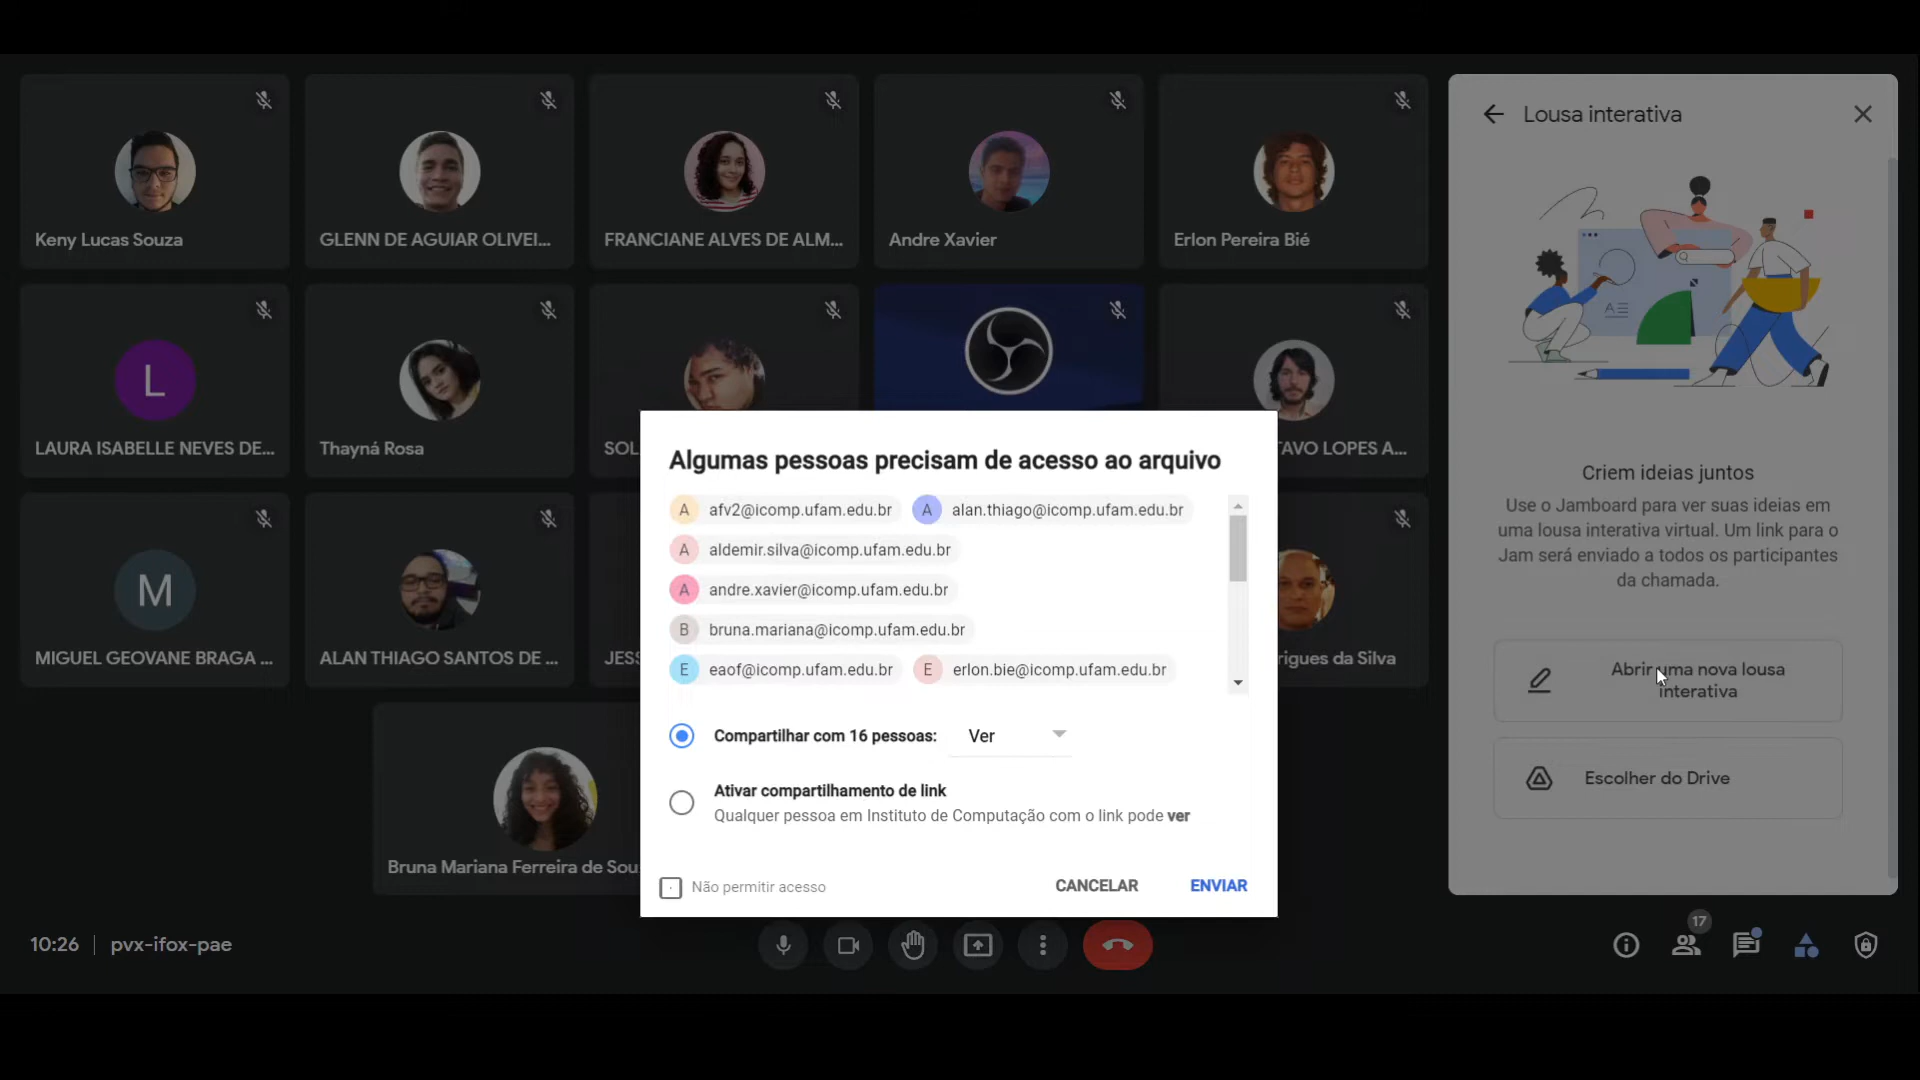 Keny Lucas Souza
GLENN DE AGUIAR OLIVEI...
FRANCIANE ALVES DE ALM...
Andre Xavier
Erlon Pereira Bié
L
LAURA ISABELLE NEVES DE...
Thayná Rosa
SOL
TAVO LOPES A...
M
MIGUEL GEOVANE BRAGA ...
ALAN THIAGO SANTOS DE ...
JESS
rigues da Silva
Bruna Mariana Ferreira de Sou
Algumas pessoas precisam de acesso ao arquivo
A afv2@icomp.ufam.edu.br A alan.thiago@icomp.ufam.edu.br
A aldemir.silva@icomp.ufam.edu.br
A andre.xavier@icomp.ufam.edu.br
B bruna.mariana@icomp.ufam.edu.br
E eaof@icomp.ufam.edu.br E erlon.bie@icomp.ufam.edu.br
Compartilhar com 16 pessoas: Ver
Ativar compartilhamento de link
Qualquer pessoa em Instituto de Computação com o link pode ver
Não permitir acesso
CANCELAR ENVIAR
Lousa interativa
Criem ideias juntos
Use o Jamboard para ver suas ideias em
uma lousa interativa virtual. Um link para o
Jam será enviado a todos os participantes
da chamada.
Abrir uma nova lousa
interativa
Escolher do Drive
10:26 | pvx-ifox-pae
17